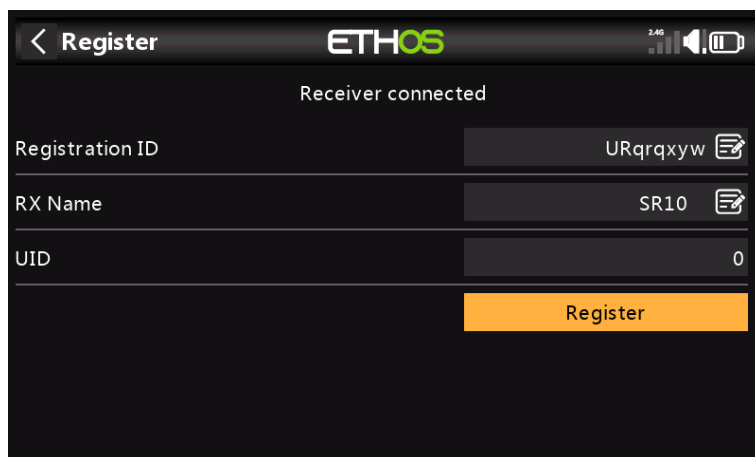 Register ETHOS 2.4G
Receiver connected
Registration ID URqrqxyw
RX Name SR10
UID 0
Register